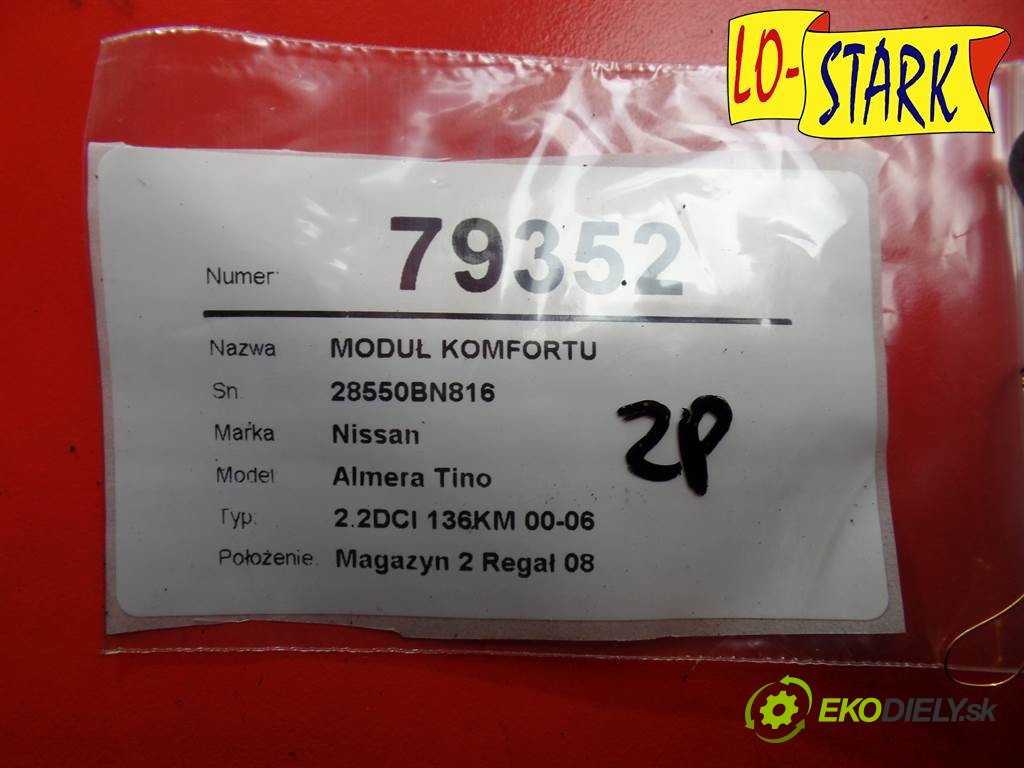 LO-STARK
Numer: 79352
Nazwa MODUŁ KOMFORTU
Sn 28550BN816
Marka Nissan
Model Almera Tino
Typ: 2.2DCI 136KM 00-06
Położenie: Magazyn 2 Regał 08
2P
EKODIELY.sk